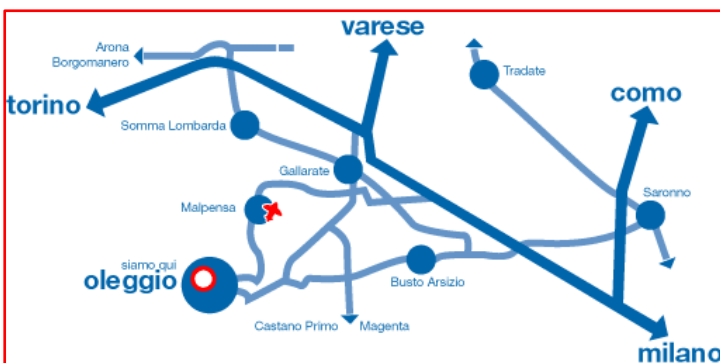 varese
Arona
Borgomanero
Tradate
torino
como
Somma Lombarda
Gallarate
Saronno
Malpensa
siamo qui
oleggio
Busto Arsizio
Castano Primo
Magenta
milano